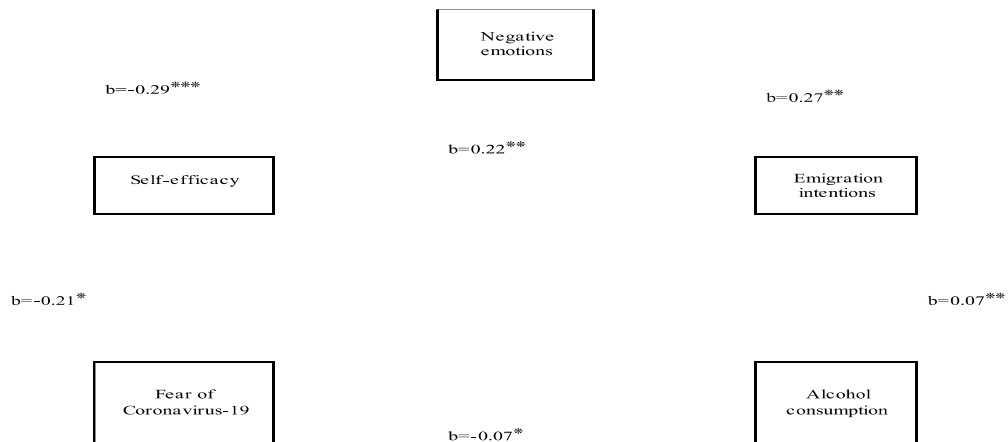 Negative
emotions
b=-0.29***
b=0.27**
b=0.22**
Self-efficacy
Emigration
intentions
b=-0.21*
b=0.07**
Fear of
Coronavirus-19
Alcohol
consumption
b=-0.07*